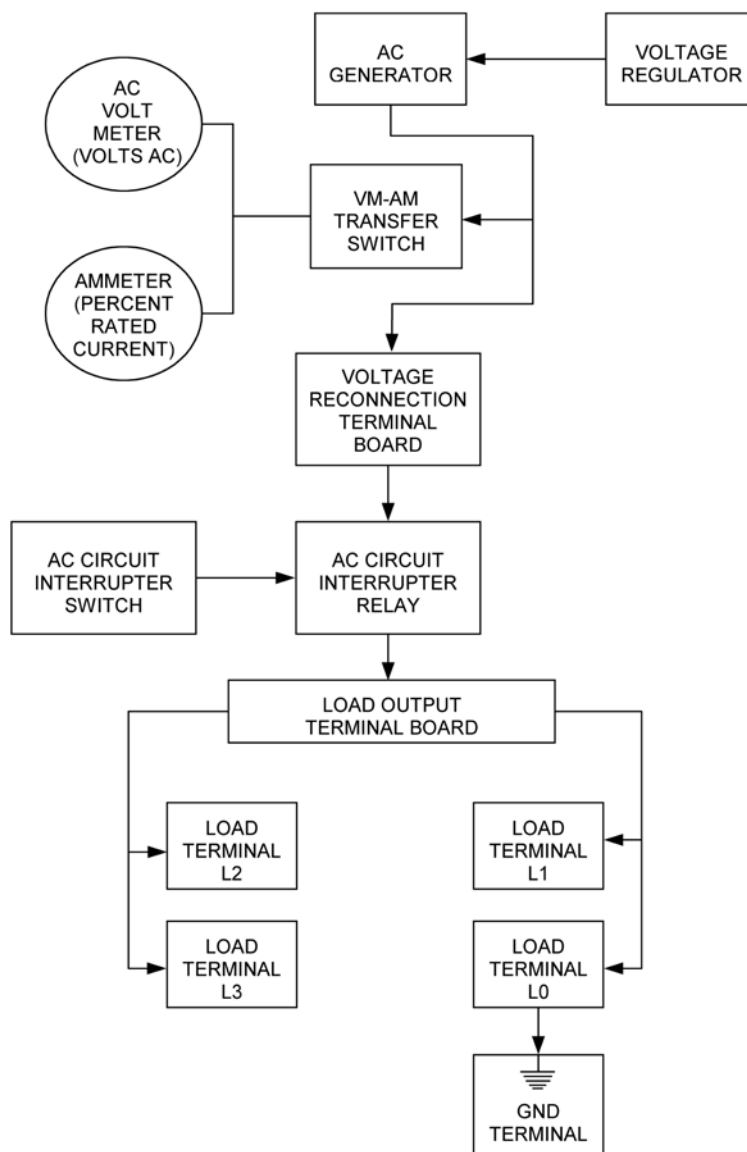 AC
GENERATOR
VOLTAGE
REGULATOR
AC
VOLT
METER
(VOLTS AC)
VM-AM
TRANSFER
SWITCH
AMMETER
(PERCENT
RATED
CURRENT)
VOLTAGE
RECONNECTION
TERMINAL
BOARD
AC CIRCUIT
INTERRUPTER
SWITCH
AC CIRCUIT
INTERRUPTER
RELAY
LOAD OUTPUT
TERMINAL BOARD
LOAD
TERMINAL
L2
LOAD
TERMINAL
L1
LOAD
TERMINAL
L3
LOAD
TERMINAL
L0
GND
TERMINAL